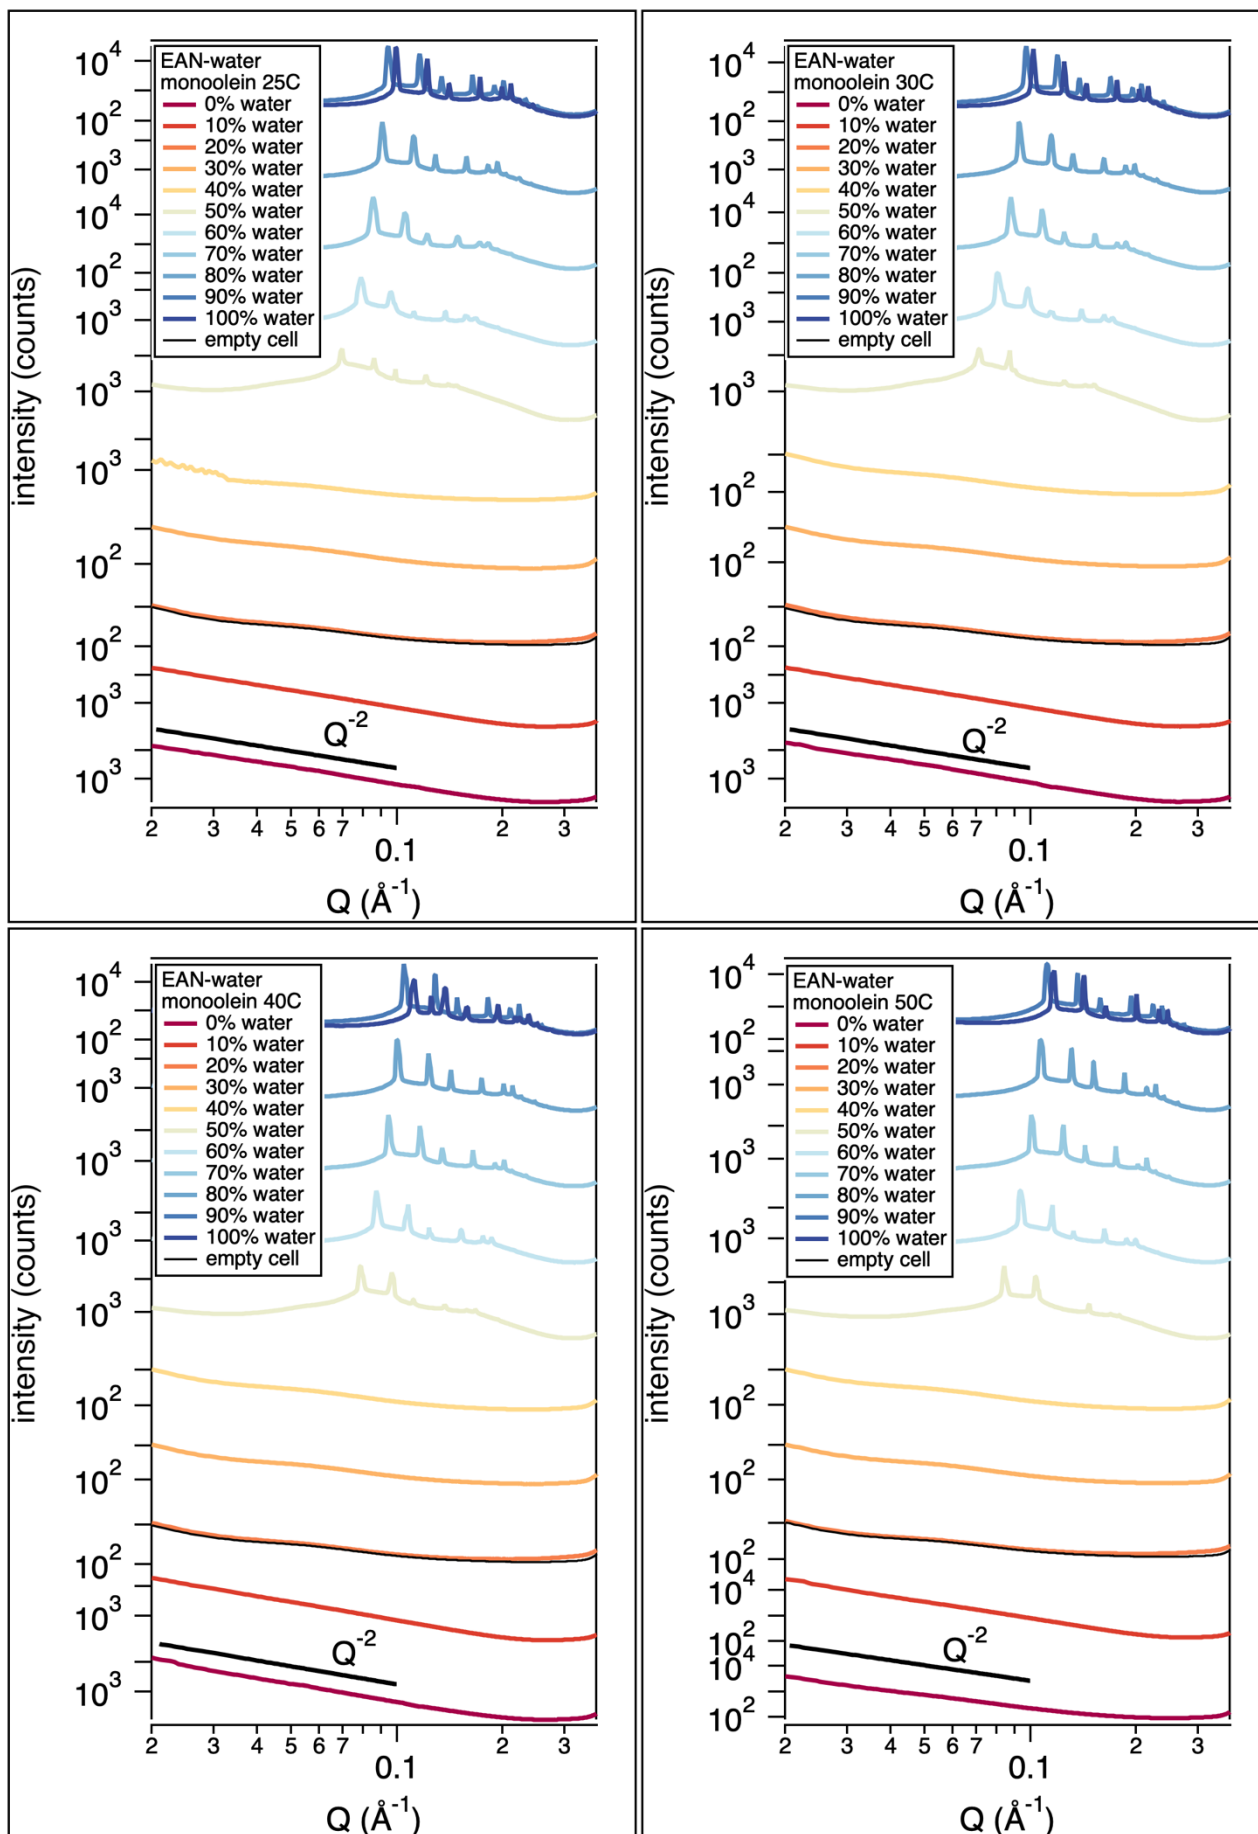 EAN-water
monoolein 25C
0% water
10% water
20% water
30% water
40% water
50% water
60% water
70% water
80% water
90% water
100% water
empty cell
intensity (counts)
10^4
10^2
10^3
10^4
10^2
10^3
10^3
10^3
10^2
10^2
10^3
10^3
Q^-2
2 3 4 5 6 7 0.1 2 3
Q (Å^-1)
EAN-water
monoolein 30C
0% water
10% water
20% water
30% water
40% water
50% water
60% water
70% water
80% water
90% water
100% water
empty cell
intensity (counts)
10^4
10^2
10^3
10^4
10^2
10^3
10^3
10^2
10^2
10^2
10^3
10^3
Q^-2
2 3 4 5 6 7 0.1 2 3
Q (Å^-1)
EAN-water
monoolein 40C
0% water
10% water
20% water
30% water
40% water
50% water
60% water
70% water
80% water
90% water
100% water
empty cell
intensity (counts)
10^4
10^2
10^3
10^3
10^3
10^3
10^2
10^2
10^2
10^3
10^3
Q^-2
2 3 4 5 6 7 0.1 2 3
Q (Å^-1)
EAN-water
monoolein 50C
0% water
10% water
20% water
30% water
40% water
50% water
60% water
70% water
80% water
90% water
100% water
empty cell
intensity (counts)
10^4
10^2
10^3
10^3
10^3
10^3
10^2
10^2
10^2
10^4
10^2
10^4
10^2
Q^-2
2 3 4 5 6 7 0.1 2 3
Q (Å^-1)